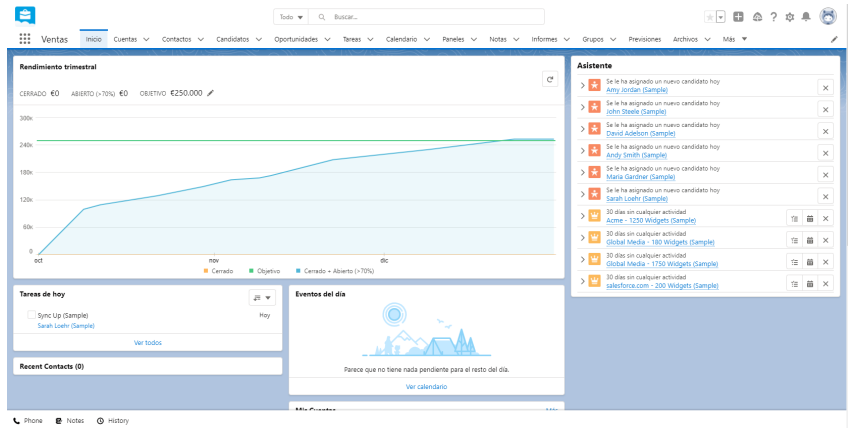 Todo
Buscar...
Ventas
Inicio
Cuentas
Contactos
Candidatos
Oportunidades
Tareas
Calendario
Paneles
Notas
Informes
Grupos
Previsiones
Archivos
Más
Rendimiento trimestral
CERRADO €0 ABIERTO (>70%) €0 OBJETIVO €250.000
300k
240k
180k
120k
60k
0
oct nov dic
Cerrado Objetivo Cerrado + Abierto (>70%)
Tareas de hoy
Sync Up (Sample) Hoy
Sarah Loehr (Sample)
Ver todos
Recent Contacts (0)
Eventos del día
Parece que no tiene nada pendiente para el resto del día.
Ver calendario
Mis Cuentas Más
Asistente
Se le ha asignado un nuevo candidato hoy
Amy Jordan (Sample)
Se le ha asignado un nuevo candidato hoy
John Steele (Sample)
Se le ha asignado un nuevo candidato hoy
David Adelson (Sample)
Se le ha asignado un nuevo candidato hoy
Andy Smith (Sample)
Se le ha asignado un nuevo candidato hoy
Maria Gardner (Sample)
Se le ha asignado un nuevo candidato hoy
Sarah Loehr (Sample)
30 días sin cualquier actividad
Acme - 1250 Widgets (Sample)
30 días sin cualquier actividad
Global Media - 180 Widgets (Sample)
30 días sin cualquier actividad
Global Media - 1750 Widgets (Sample)
30 días sin cualquier actividad
salesforce.com - 200 Widgets (Sample)
Phone Notes History